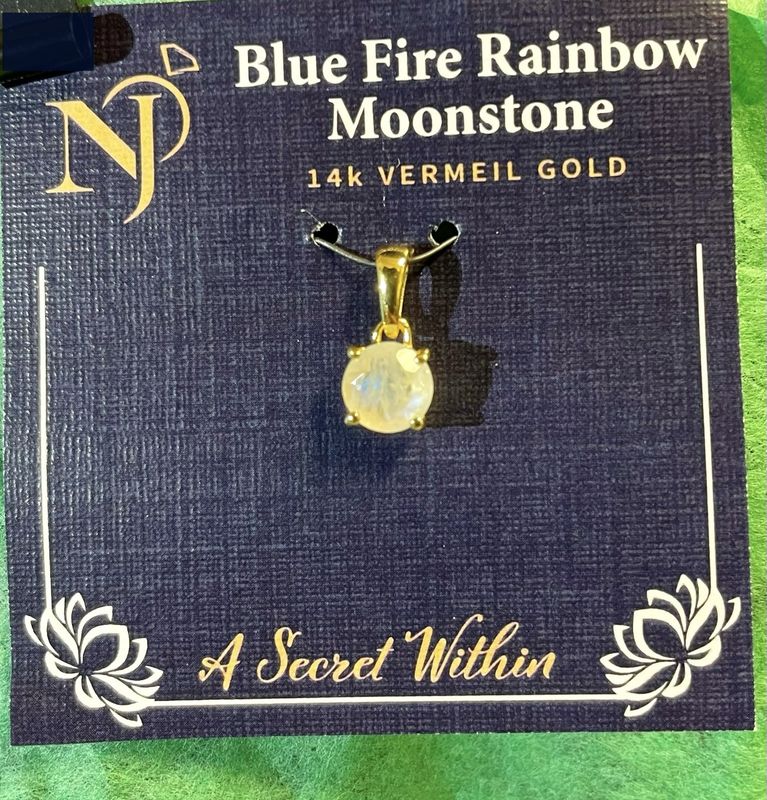 NJ
Blue Fire Rainbow
Moonstone
14k VERMEIL GOLD
A Secret Within